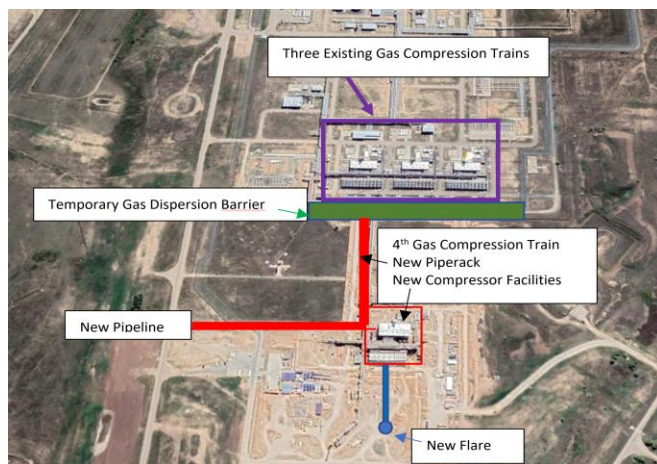 Three Existing Gas Compression Trains
Temporary Gas Dispersion Barrier
4th Gas Compression Train
New Piperack
New Compressor Facilities
New Pipeline
New Flare